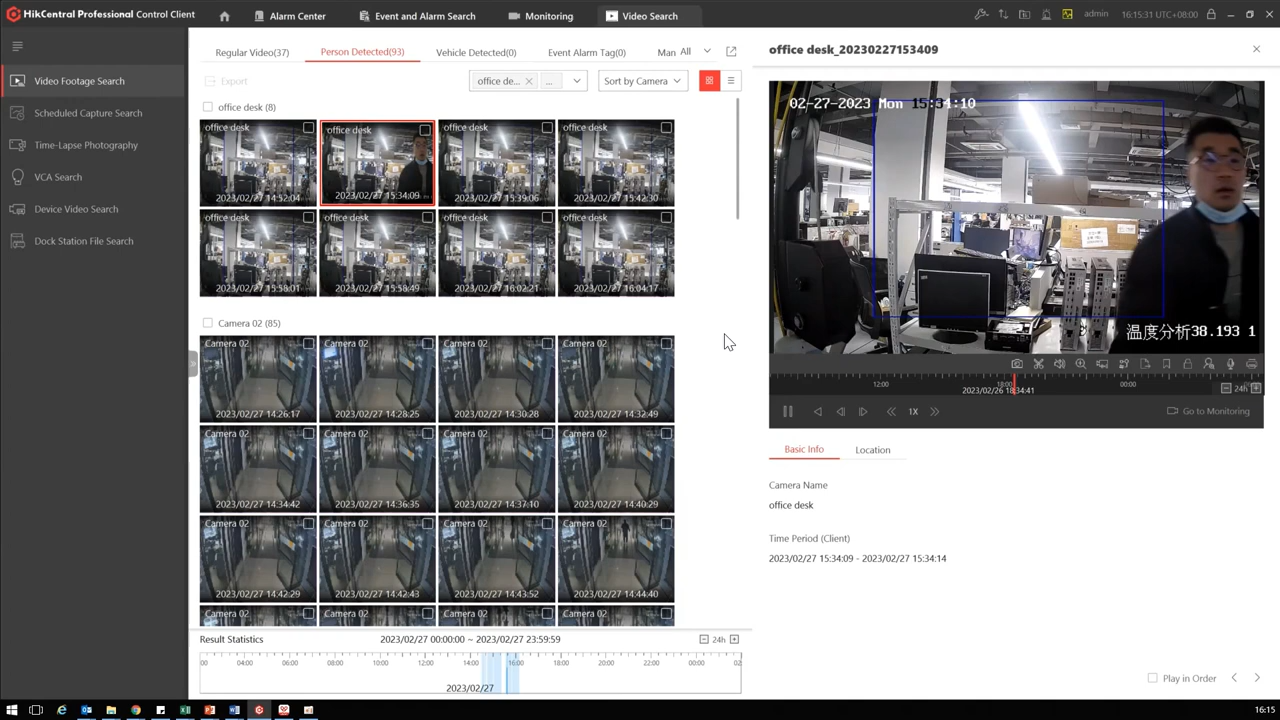 HikCentral Professional Control Client
Alarm Center
Event and Alarm Search
Monitoring
Video Search
admin
16:15:31 UTC+08:00
Video Footage Search
Scheduled Capture Search
Time-Lapse Photography
VCA Search
Device Video Search
Dock Station File Search
Regular Video(37)
Person Detected(93)
Vehicle Detected(0)
Event Alarm Tag(0)
Man
All
Export
office de...
...
Sort by Camera
office desk (8)
office desk
office desk
office desk
office desk
2023/02/27 14:52:04
2023/02/27 15:34:09
2023/02/27 15:39:06
2023/02/27 15:42:30
office desk
office desk
office desk
office desk
2023/02/27 15:58:01
2023/02/27 15:58:49
2023/02/27 16:02:21
2023/02/27 16:04:17
Camera 02 (85)
Camera 02
Camera 02
Camera 02
Camera 02
2023/02/27 14:26:17
2023/02/27 14:28:25
2023/02/27 14:30:28
2023/02/27 14:32:49
Camera 02
Camera 02
Camera 02
Camera 02
2023/02/27 14:34:42
2023/02/27 14:36:35
2023/02/27 14:37:10
2023/02/27 14:40:29
Camera 02
Camera 02
Camera 02
Camera 02
2023/02/27 14:42:29
2023/02/27 14:42:43
2023/02/27 14:43:52
2023/02/27 14:44:40
Camera 02
Camera 02
Camera 02
Camera 02
Result Statistics
2023/02/27 00:00:00 ~ 2023/02/27 23:59:59
24h
:00
04:00
06:00
08:00
10:00
12:00
14:00
16:00
18:00
20:00
22:00
00:00
02:
2023/02/27
office desk_20230227153409
02-27-2023 Mon 15:34:10
温度分析38.193 1
12:00
18:00
00:00
2023/02/26 18:34:41
24h
1X
Go to Monitoring
Basic Info
Location
Camera Name
office desk
Time Period (Client)
2023/02/27 15:34:09 - 2023/02/27 15:34:14
Play in Order
16:15